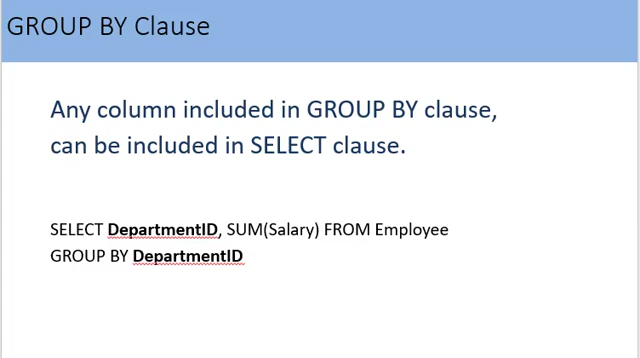 GROUP BY Clause
Any column included in GROUP BY clause,
can be included in SELECT clause.
SELECT DepartmentID, SUM(Salary) FROM Employee
GROUP BY DepartmentID